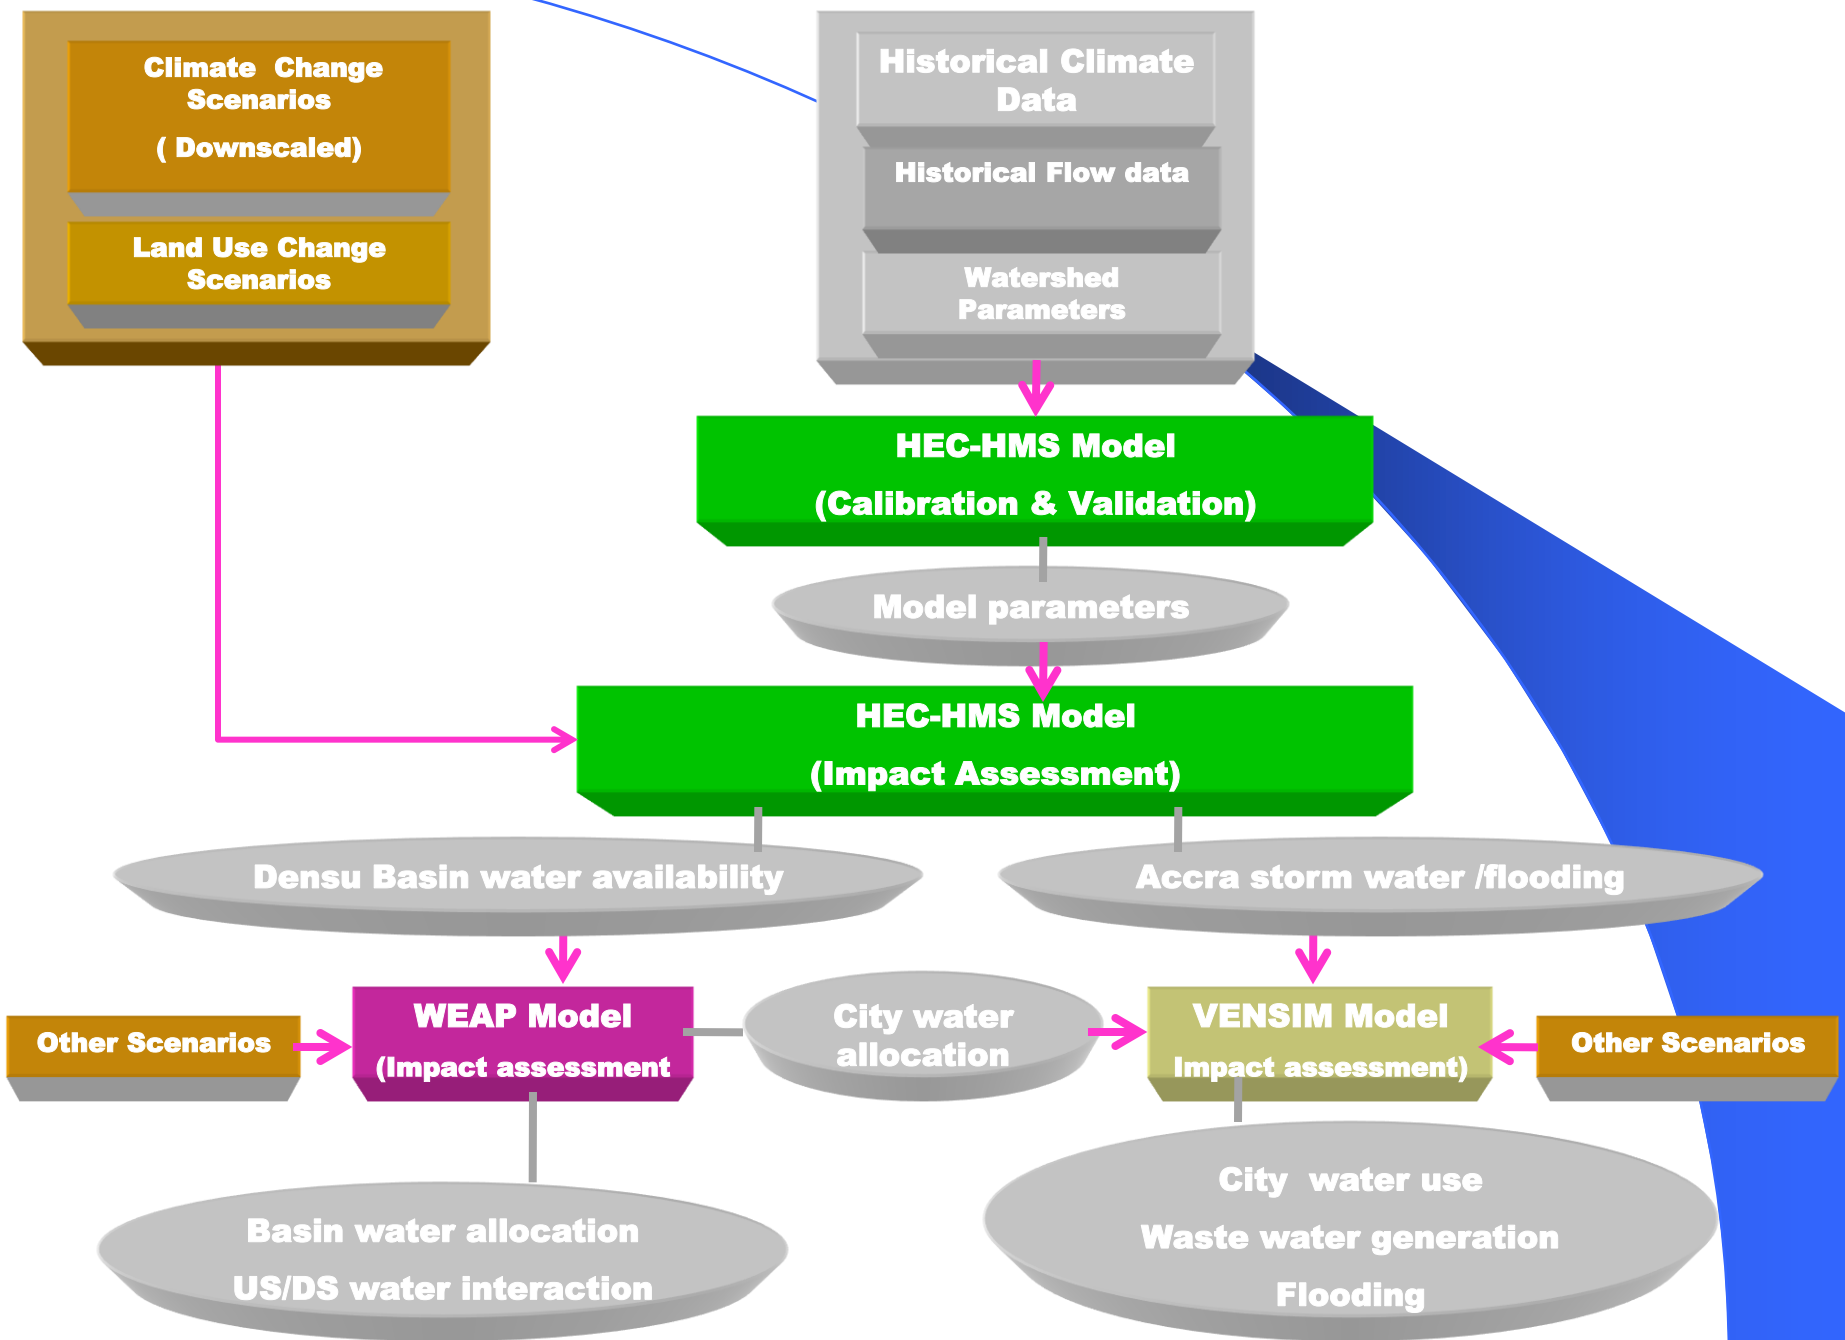 Climate  Change
Scenarios
( Downscaled)
Land Use Change
Scenarios
Historical Climate
Data
Historical Flow data
Watershed
Parameters
HEC-HMS Model
(Calibration & Validation)
Model parameters
HEC-HMS Model
(Impact Assessment)
Densu Basin water availability
Accra storm water /flooding
Other Scenarios
WEAP Model
(Impact assessment
City water
allocation
VENSIM Model
Impact assessment)
Other Scenarios
Basin water allocation
US/DS water interaction
City  water use
Waste water generation
Flooding